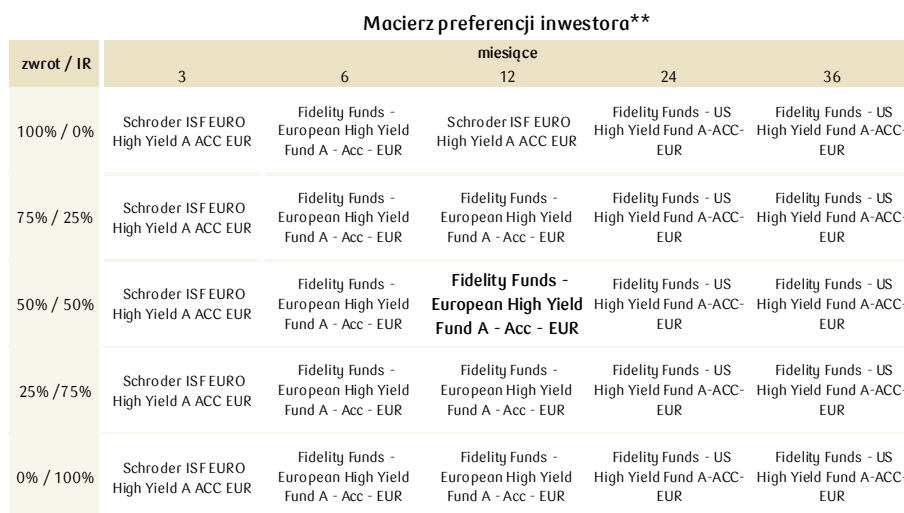 Macierz preferencji inwestora**
zwrot / IR
miesiące
3 6 12 24 36
100% / 0%
Schroder ISF EURO
High Yield A ACC EUR
Fidelity Funds -
European High Yield
Fund A - Acc - EUR
Schroder ISF EURO
High Yield A ACC EUR
Fidelity Funds - US
High Yield Fund A-ACC-
EUR
Fidelity Funds - US
High Yield Fund A-ACC-
EUR
75% / 25%
Schroder ISF EURO
High Yield A ACC EUR
Fidelity Funds -
European High Yield
Fund A - Acc - EUR
Fidelity Funds -
European High Yield
Fund A - Acc - EUR
Fidelity Funds - US
High Yield Fund A-ACC-
EUR
Fidelity Funds - US
High Yield Fund A-ACC-
EUR
50% / 50%
Schroder ISF EURO
High Yield A ACC EUR
Fidelity Funds -
European High Yield
Fund A - Acc - EUR
Fidelity Funds -
European High Yield
Fund A - Acc - EUR
Fidelity Funds - US
High Yield Fund A-ACC-
EUR
Fidelity Funds - US
High Yield Fund A-ACC-
EUR
25% /75%
Schroder ISF EURO
High Yield A ACC EUR
Fidelity Funds -
European High Yield
Fund A - Acc - EUR
Fidelity Funds -
European High Yield
Fund A - Acc - EUR
Fidelity Funds - US
High Yield Fund A-ACC-
EUR
Fidelity Funds - US
High Yield Fund A-ACC-
EUR
0% / 100%
Schroder ISF EURO
High Yield A ACC EUR
Fidelity Funds -
European High Yield
Fund A - Acc - EUR
Fidelity Funds -
European High Yield
Fund A - Acc - EUR
Fidelity Funds - US
High Yield Fund A-ACC-
EUR
Fidelity Funds - US
High Yield Fund A-ACC-
EUR